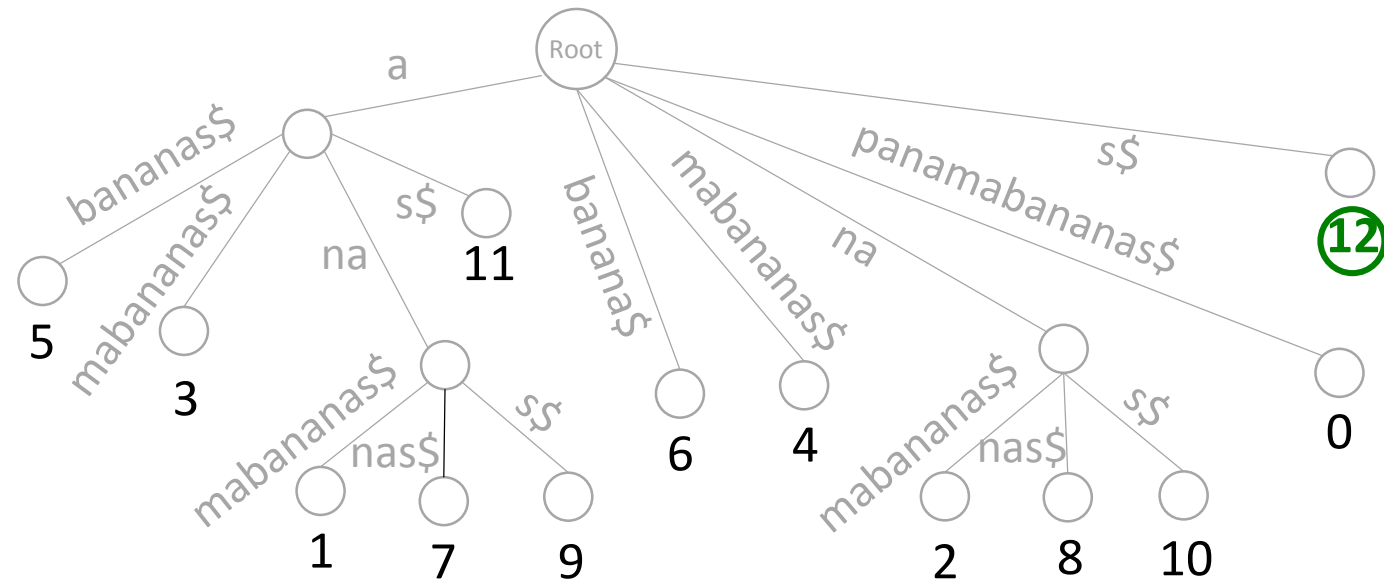 Root
a
bananas$
mabananas$
na
s$
banana$
mabananas$
na
panamabananas$
s$
12
5
3
11
mabananas$
nas$
s$
6
4
mabananas$
nas$
s$
0
1
7
9
2
8
10